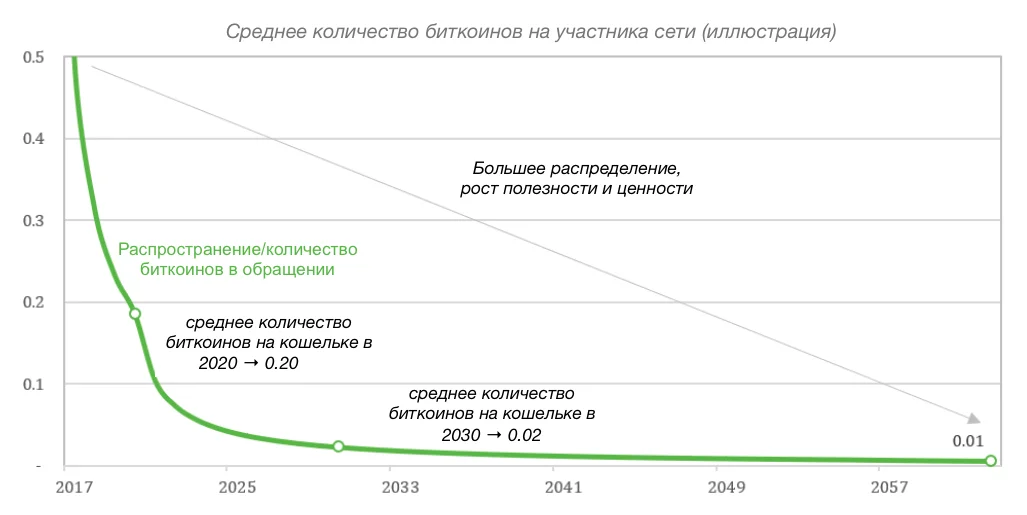 Среднее количество биткоинов на участника сети (иллюстрация)
0.5
0.4
Большее распределение,
рост полезности и ценности
0.3
Распространение/количество
биткоинов в обращении
0.2
среднее количество
биткоинов на кошельке в
2020 → 0.20
0.1
среднее количество
биткоинов на кошельке в
2030 → 0.02
0.01
-
2017 2025 2033 2041 2049 2057